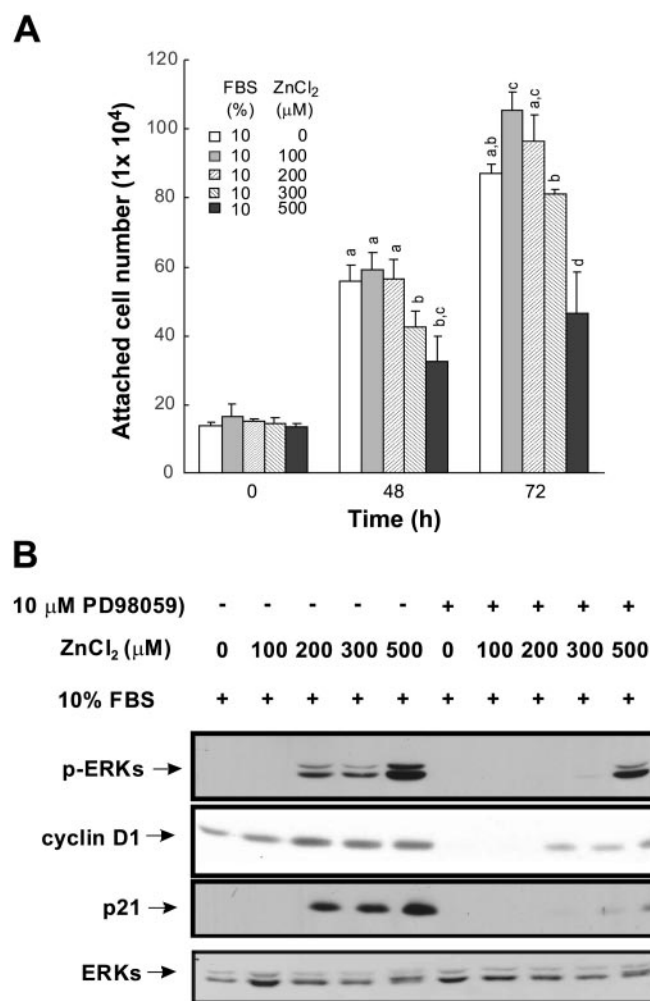 A
Attached cell number (1x 10⁴)
120
100
80
60
40
20
0
FBS ZnCl₂
(%) (μM)
10 0
10 100
10 200
10 300
10 500
a a a b b,c
a,b c a,c b d
0 48 72
Time (h)
B
10 μM PD98059) - - - - - + + + + +
ZnCl₂ (μM) 0 100 200 300 500 0 100 200 300 500
10% FBS + + + + + + + + + +
p-ERKs
cyclin D1
p21
ERKs